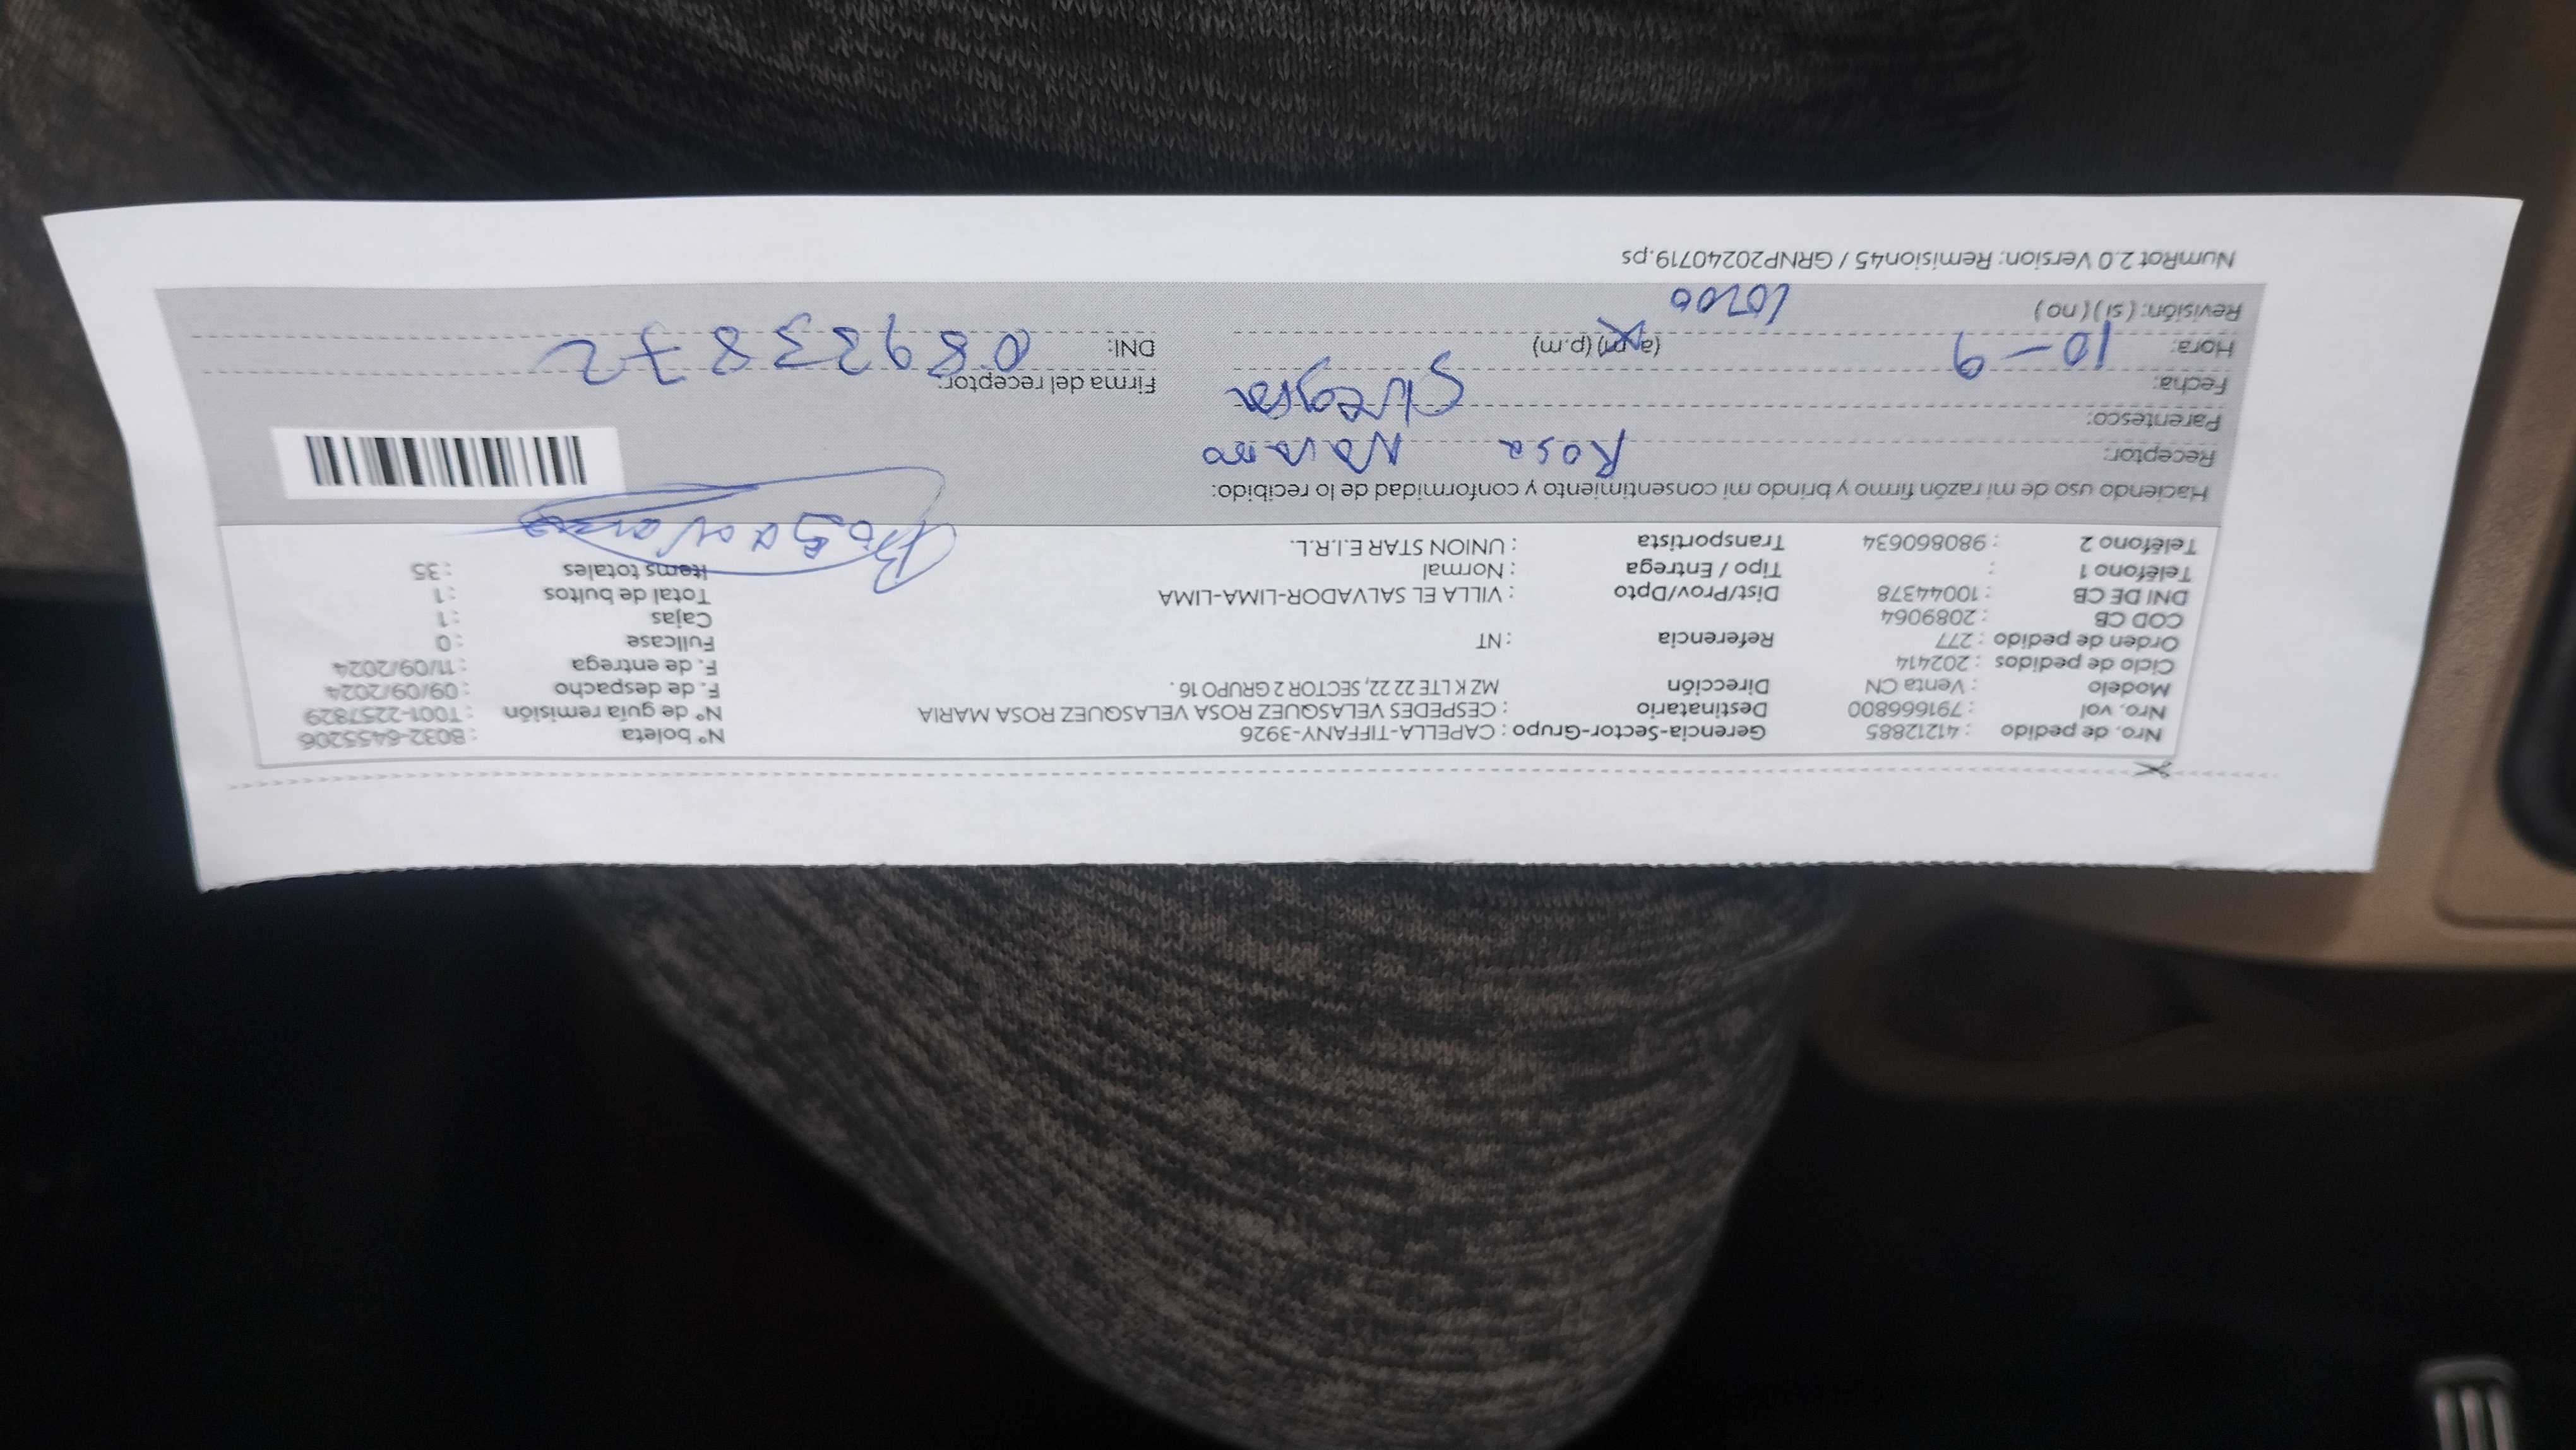 Nro. de pedido : 41212885 Gerencia-Sector-Grupo : CAPELLA-TIFFANY-3926 Nº boleta : B032-6455206
Nro. vol : 791666800 Destinatario : CESPEDES VELASQUEZ ROSA VELASQUEZ ROSA MARIA Nº de guía remisión : T001-2257829
Modelo : Venta CN Dirección MZ K LTE 22 22, SECTOR 2 GRUPO 16 . F. de despacho : 09/09/2024
Ciclo de pedidos : 202414 F. de entrega : 11/09/2024
Orden de pedido : 277 Referencia : NT Fullcase : 0
COD CB : 2089064 Cajas : 1
DNI DE CB : 10044378 Dist/Prov/Dpto : VILLA EL SALVADOR-LIMA-LIMA Total de bultos : 1
Teléfono 1 : Tipo / Entrega : Normal Items totales : 35
Teléfono 2 : 980860634 Transportista : UNION STAR E.I.R.L.
Rosa Navarro
Haciendo uso de mi razón firmo y brindo mi consentimiento y conformidad de lo recibido:
Receptor: Rosa Navarro
Parentesco: Suegra
Fecha: 10-9 Firma del receptor:
Hora: (a.m) (p.m) DNI: 08933872
Revisión: ( si ) ( no )
NumRot 2.0 Version: Remision45 / GRNP20240719.ps